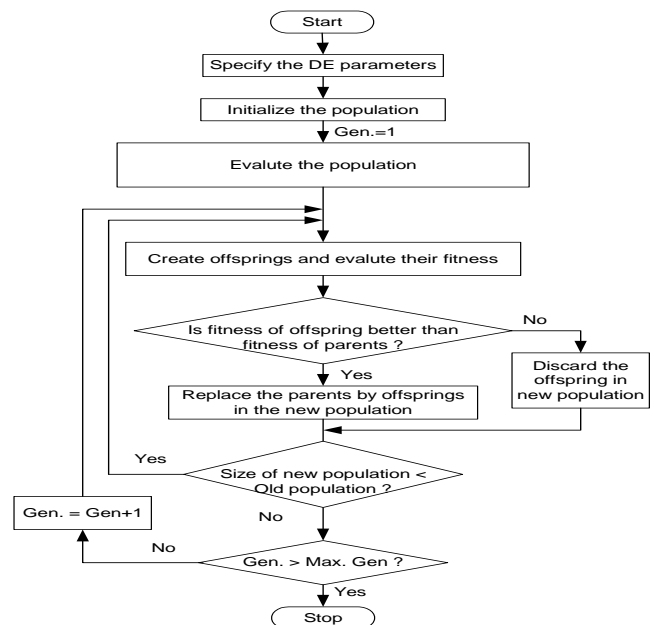 Start
Specify the DE parameters
Initialize the population
Gen.=1
Evalute the population
Create offsprings and evalute their fitness
Is fitness of offspring better than
fitness of parents ?
No
Yes
Discard the
offspring in
new population
Replace the parents by offsprings
in the new population
Yes
Size of new population <
Old population ?
Gen. = Gen+1
No
No
Gen. > Max. Gen ?
Yes
Stop